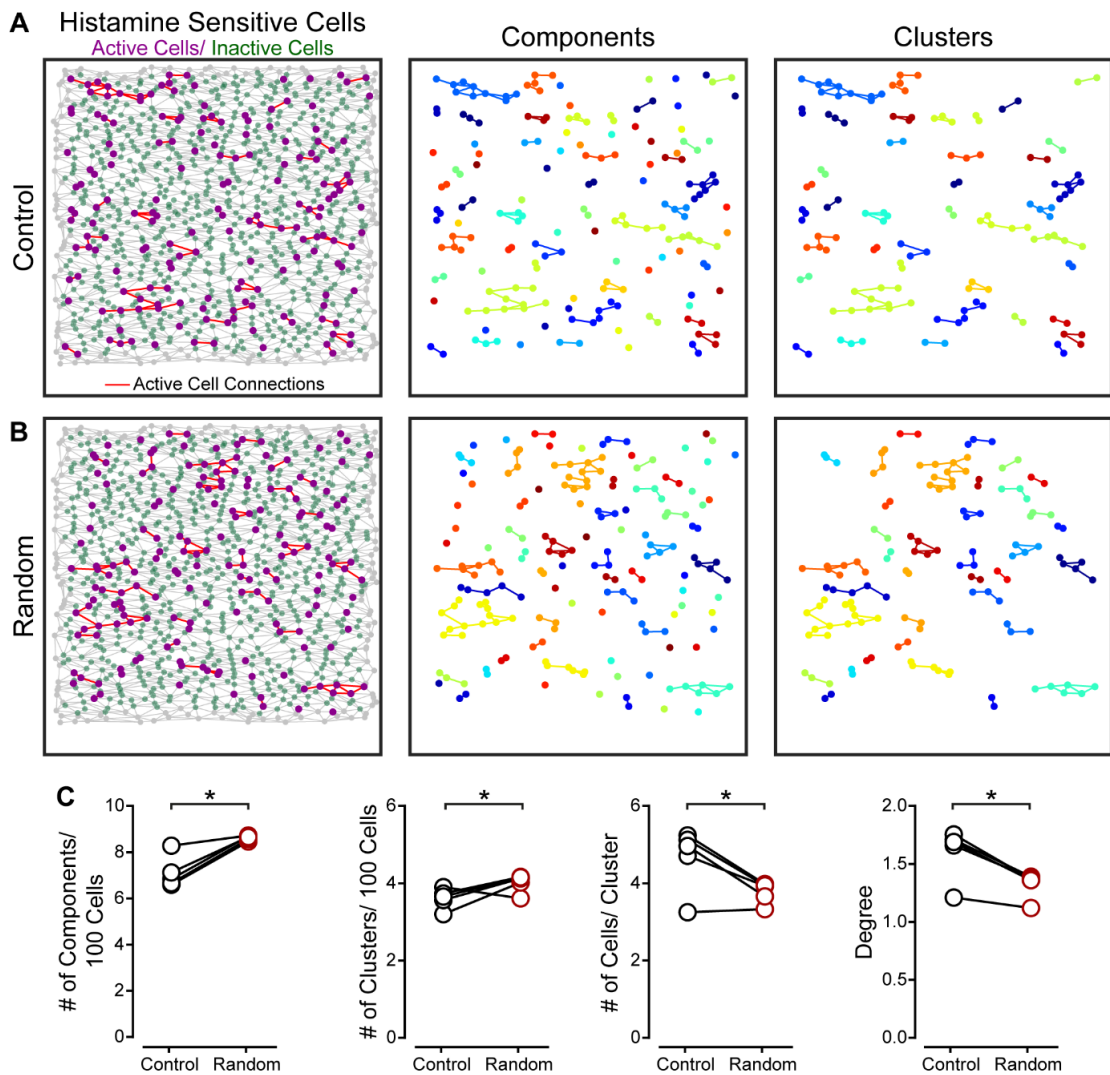 A
Histamine Sensitive Cells
Active Cells/ Inactive Cells
Components
Clusters
Control
Active Cell Connections
B
Random
C
# of Components/
100 Cells
10
8
6
4
2
0
*
Control
Random
# of Clusters/ 100 Cells
6
4
2
0
*
Control
Random
# of Cells/ Cluster
6
4
2
0
*
Control
Random
Degree
2.0
1.5
1.0
0.5
0.0
*
Control
Random